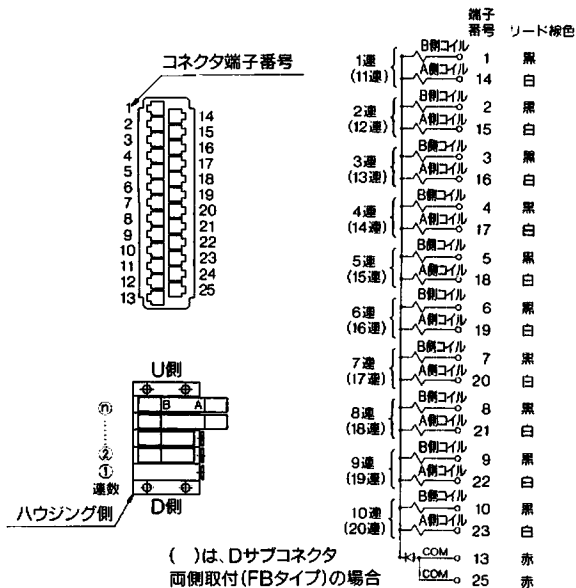 コネクタ端子番号
1
2
3
4
5
6
7
8
9
10
11
12
13
14
15
16
17
18
19
20
21
22
23
24
25
U側
B A
ⓝ
②
①
連数
ハウジング側
D側
( )は、Dサブコネクタ
両側取付(FBタイプ)の場合
端子
番号 リード線色
1連
(11連)
B側コイル 1 黒
A側コイル 14 白
2連
(12連)
B側コイル 2 黒
A側コイル 15 白
3連
(13連)
B側コイル 3 黒
A側コイル 16 白
4連
(14連)
B側コイル 4 黒
A側コイル 17 白
5連
(15連)
B側コイル 5 黒
A側コイル 18 白
6連
(16連)
B側コイル 6 黒
A側コイル 19 白
7連
(17連)
B側コイル 7 黒
A側コイル 20 白
8連
(18連)
B側コイル 8 黒
A側コイル 21 白
9連
(19連)
B側コイル 9 黒
A側コイル 22 白
10連
(20連)
B側コイル 10 黒
A側コイル 23 白
COM 13 赤
COM 25 赤